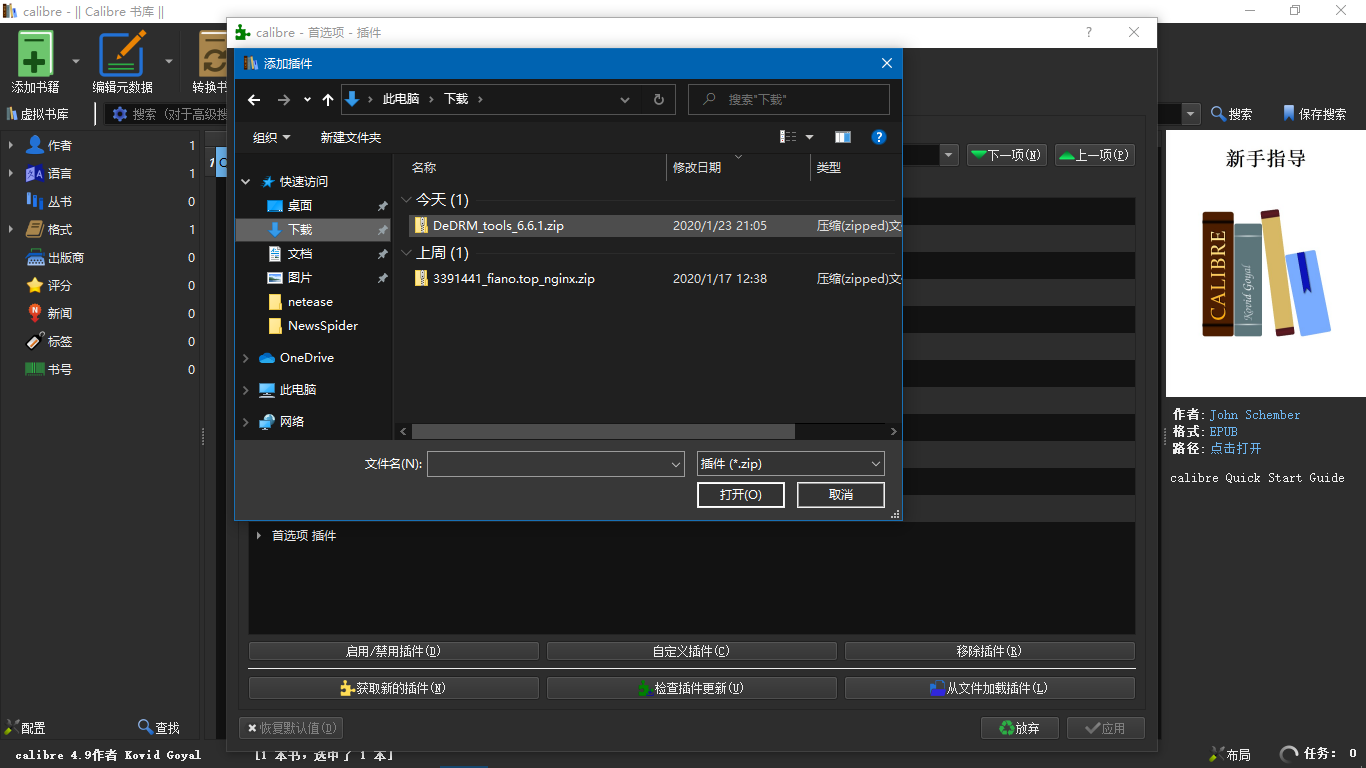 calibre - || Calibre 书库 ||
calibre - 首选项 - 插件
添加插件
添加书籍
编辑元数据
转换书
此电脑
下载
搜索"下载"
虚拟书库
搜索 (对于高级搜
搜索
保存搜索
组织
新建文件夹
作者 1
语言 1
丛书 0
格式 1
出版商 0
评分 0
新闻 0
标签 0
书号 0
快速访问
桌面
下载
文档
图片
netease
NewsSpider
OneDrive
此电脑
网络
名称 修改日期 类型
今天 (1)
DeDRM_tools_6.6.1.zip 2020/1/23 21:05 压缩(zipped)文
上周 (1)
3391441_fiano.top_nginx.zip 2020/1/17 12:38 压缩(zipped)文
文件名(N):
插件 (*.zip)
打开(O)
取消
下一项(N)
上一项(P)
首选项 插件
启用/禁用插件(D)
自定义插件(C)
移除插件(R)
获取新的插件(N)
检查插件更新(U)
从文件加载插件(L)
恢复默认值(D)
放弃
应用
新手指导
CALIBRE
Kovid Goyal
作者: John Schember
格式: EPUB
路径: 点击打开
calibre Quick Start Guide
配置
查找
calibre 4.9作者 Kovid Goyal
[1 本书, 选中了 1 本]
布局
任务: 0